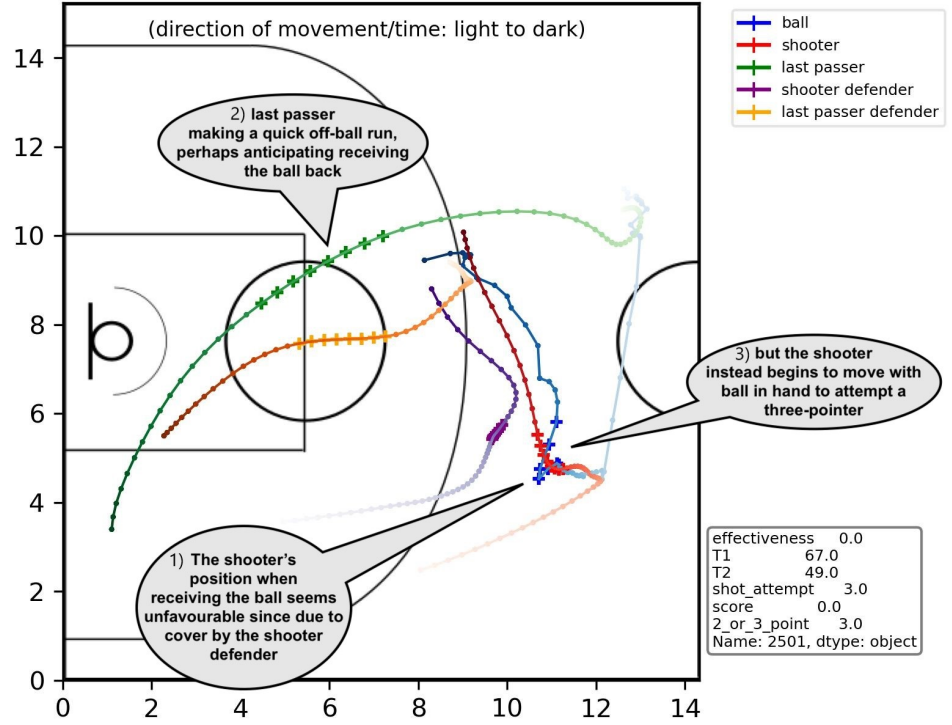 (direction of movement/time: light to dark)
ball
shooter
last passer
shooter defender
last passer defender
14
12
10
8
6
4
2
0
2) last passer
making a quick off-ball run,
perhaps anticipating receiving
the ball back
3) but the shooter
instead begins to move with
ball in hand to attempt a
three-pointer
1) The shooter's
position when
receiving the ball seems
unfavourable since due to
cover by the shooter
defender
effectiveness 0.0
T1 67.0
T2 49.0
shot_attempt 3.0
score 0.0
2_or_3_point 3.0
Name: 2501, dtype: object
0 2 4 6 8 10 12 14